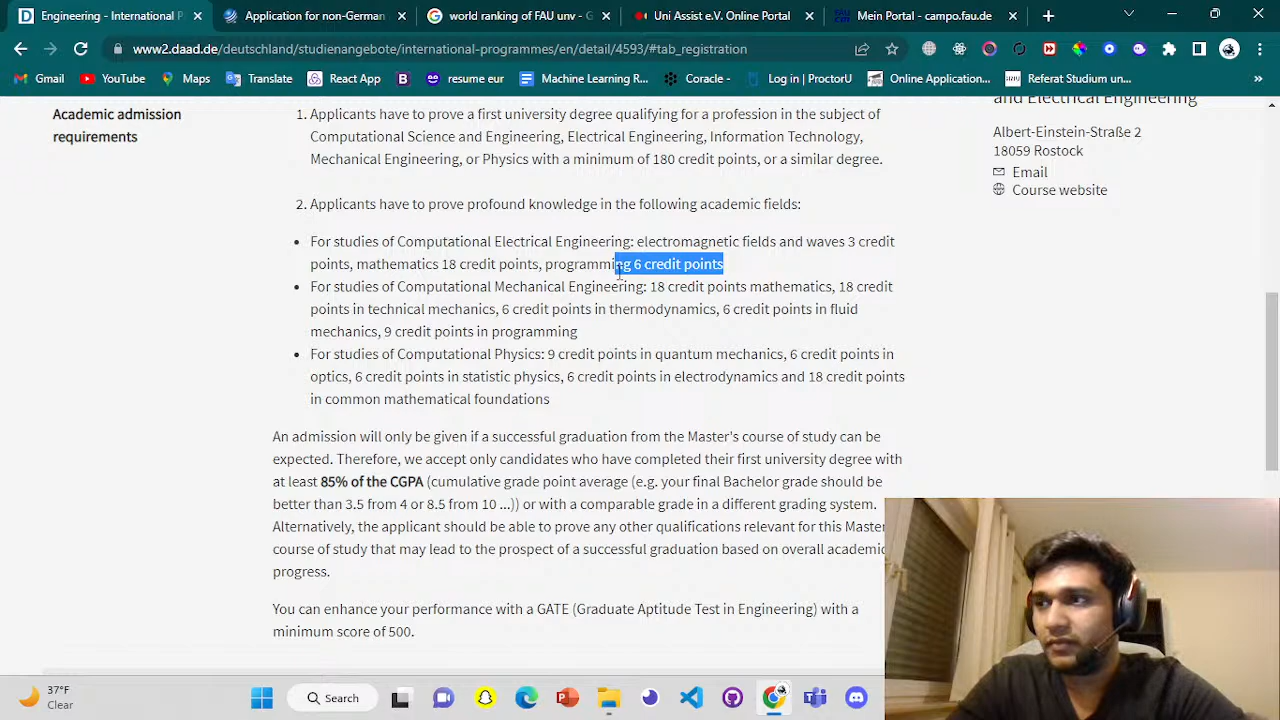 Engineering - International P
Application for non-German
world ranking of FAU unv - G
Uni Assist e.V. Online Portal
Mein Portal - campo.fau.de
www2.daad.de/deutschland/studienangebote/international-programmes/en/detail/4593/#tab_registration
Gmail
YouTube
Maps
Translate
React App
resume eur
Machine Learning R...
Coracle -
Log in | ProctorU
Online Application...
Referat Studium un...
Academic admission
requirements
1. Applicants have to prove a first university degree qualifying for a profession in the subject of
Computational Science and Engineering, Electrical Engineering, Information Technology,
Mechanical Engineering, or Physics with a minimum of 180 credit points, or a similar degree.
2. Applicants have to prove profound knowledge in the following academic fields:
• For studies of Computational Electrical Engineering: electromagnetic fields and waves 3 credit
points, mathematics 18 credit points, programming 6 credit points
• For studies of Computational Mechanical Engineering: 18 credit points mathematics, 18 credit
points in technical mechanics, 6 credit points in thermodynamics, 6 credit points in fluid
mechanics, 9 credit points in programming
• For studies of Computational Physics: 9 credit points in quantum mechanics, 6 credit points in
optics, 6 credit points in statistic physics, 6 credit points in electrodynamics and 18 credit points
in common mathematical foundations
An admission will only be given if a successful graduation from the Master's course of study can be
expected. Therefore, we accept only candidates who have completed their first university degree with
at least 85% of the CGPA (cumulative grade point average (e.g. your final Bachelor grade should be
better than 3.5 from 4 or 8.5 from 10 ...)) or with a comparable grade in a different grading system.
Alternatively, the applicant should be able to prove any other qualifications relevant for this Master
course of study that may lead to the prospect of a successful graduation based on overall academic
progress.
You can enhance your performance with a GATE (Graduate Aptitude Test in Engineering) with a
minimum score of 500.
and Electrical Engineering
Albert-Einstein-Straße 2
18059 Rostock
Email
Course website
37°F
Clear
Search